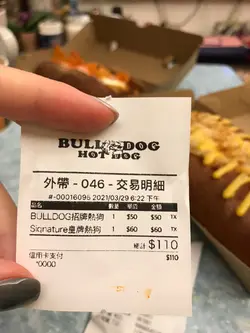 BULLDOG
HOT DOG
外帶 - 046 - 交易明細
#-00016095 2021/03/29 6:22 下午
品名 數量 單價 金額
BULLDOG招牌熱狗 1 $50 $50 TX
Signature皇牌熱狗 1 $60 $60 TX
總計 $110
信用卡支付 $110
*0000